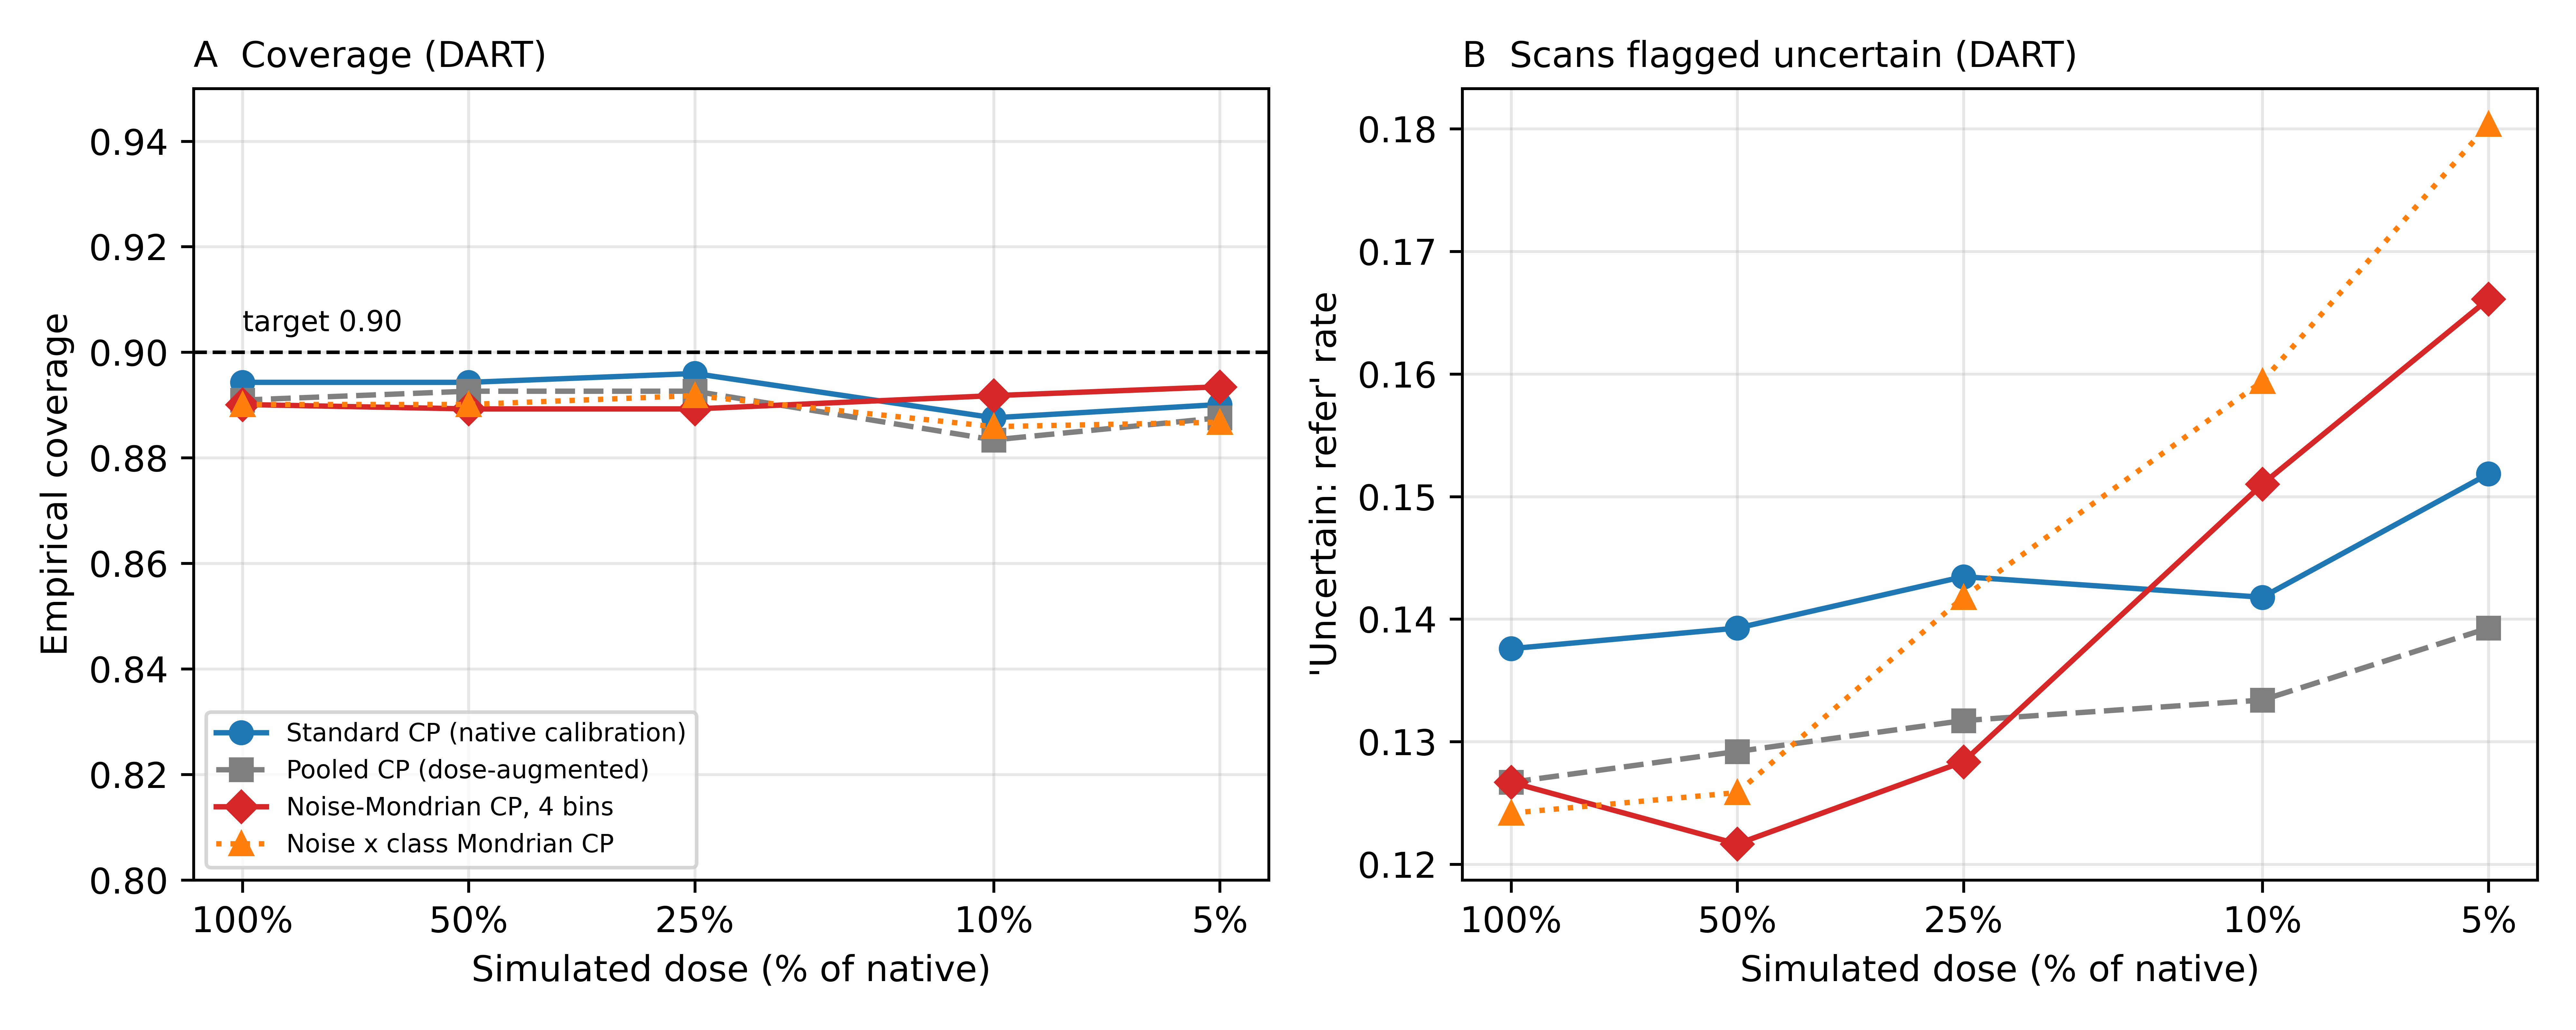 A  Coverage (DART)
Empirical coverage
0.94
0.92
0.90
0.88
0.86
0.84
0.82
0.80
target 0.90
Standard CP (native calibration)
Pooled CP (dose-augmented)
Noise-Mondrian CP, 4 bins
Noise x class Mondrian CP
100% 50% 25% 10% 5%
Simulated dose (% of native)
B  Scans flagged uncertain (DART)
'Uncertain: refer' rate
0.18
0.17
0.16
0.15
0.14
0.13
0.12
100% 50% 25% 10% 5%
Simulated dose (% of native)